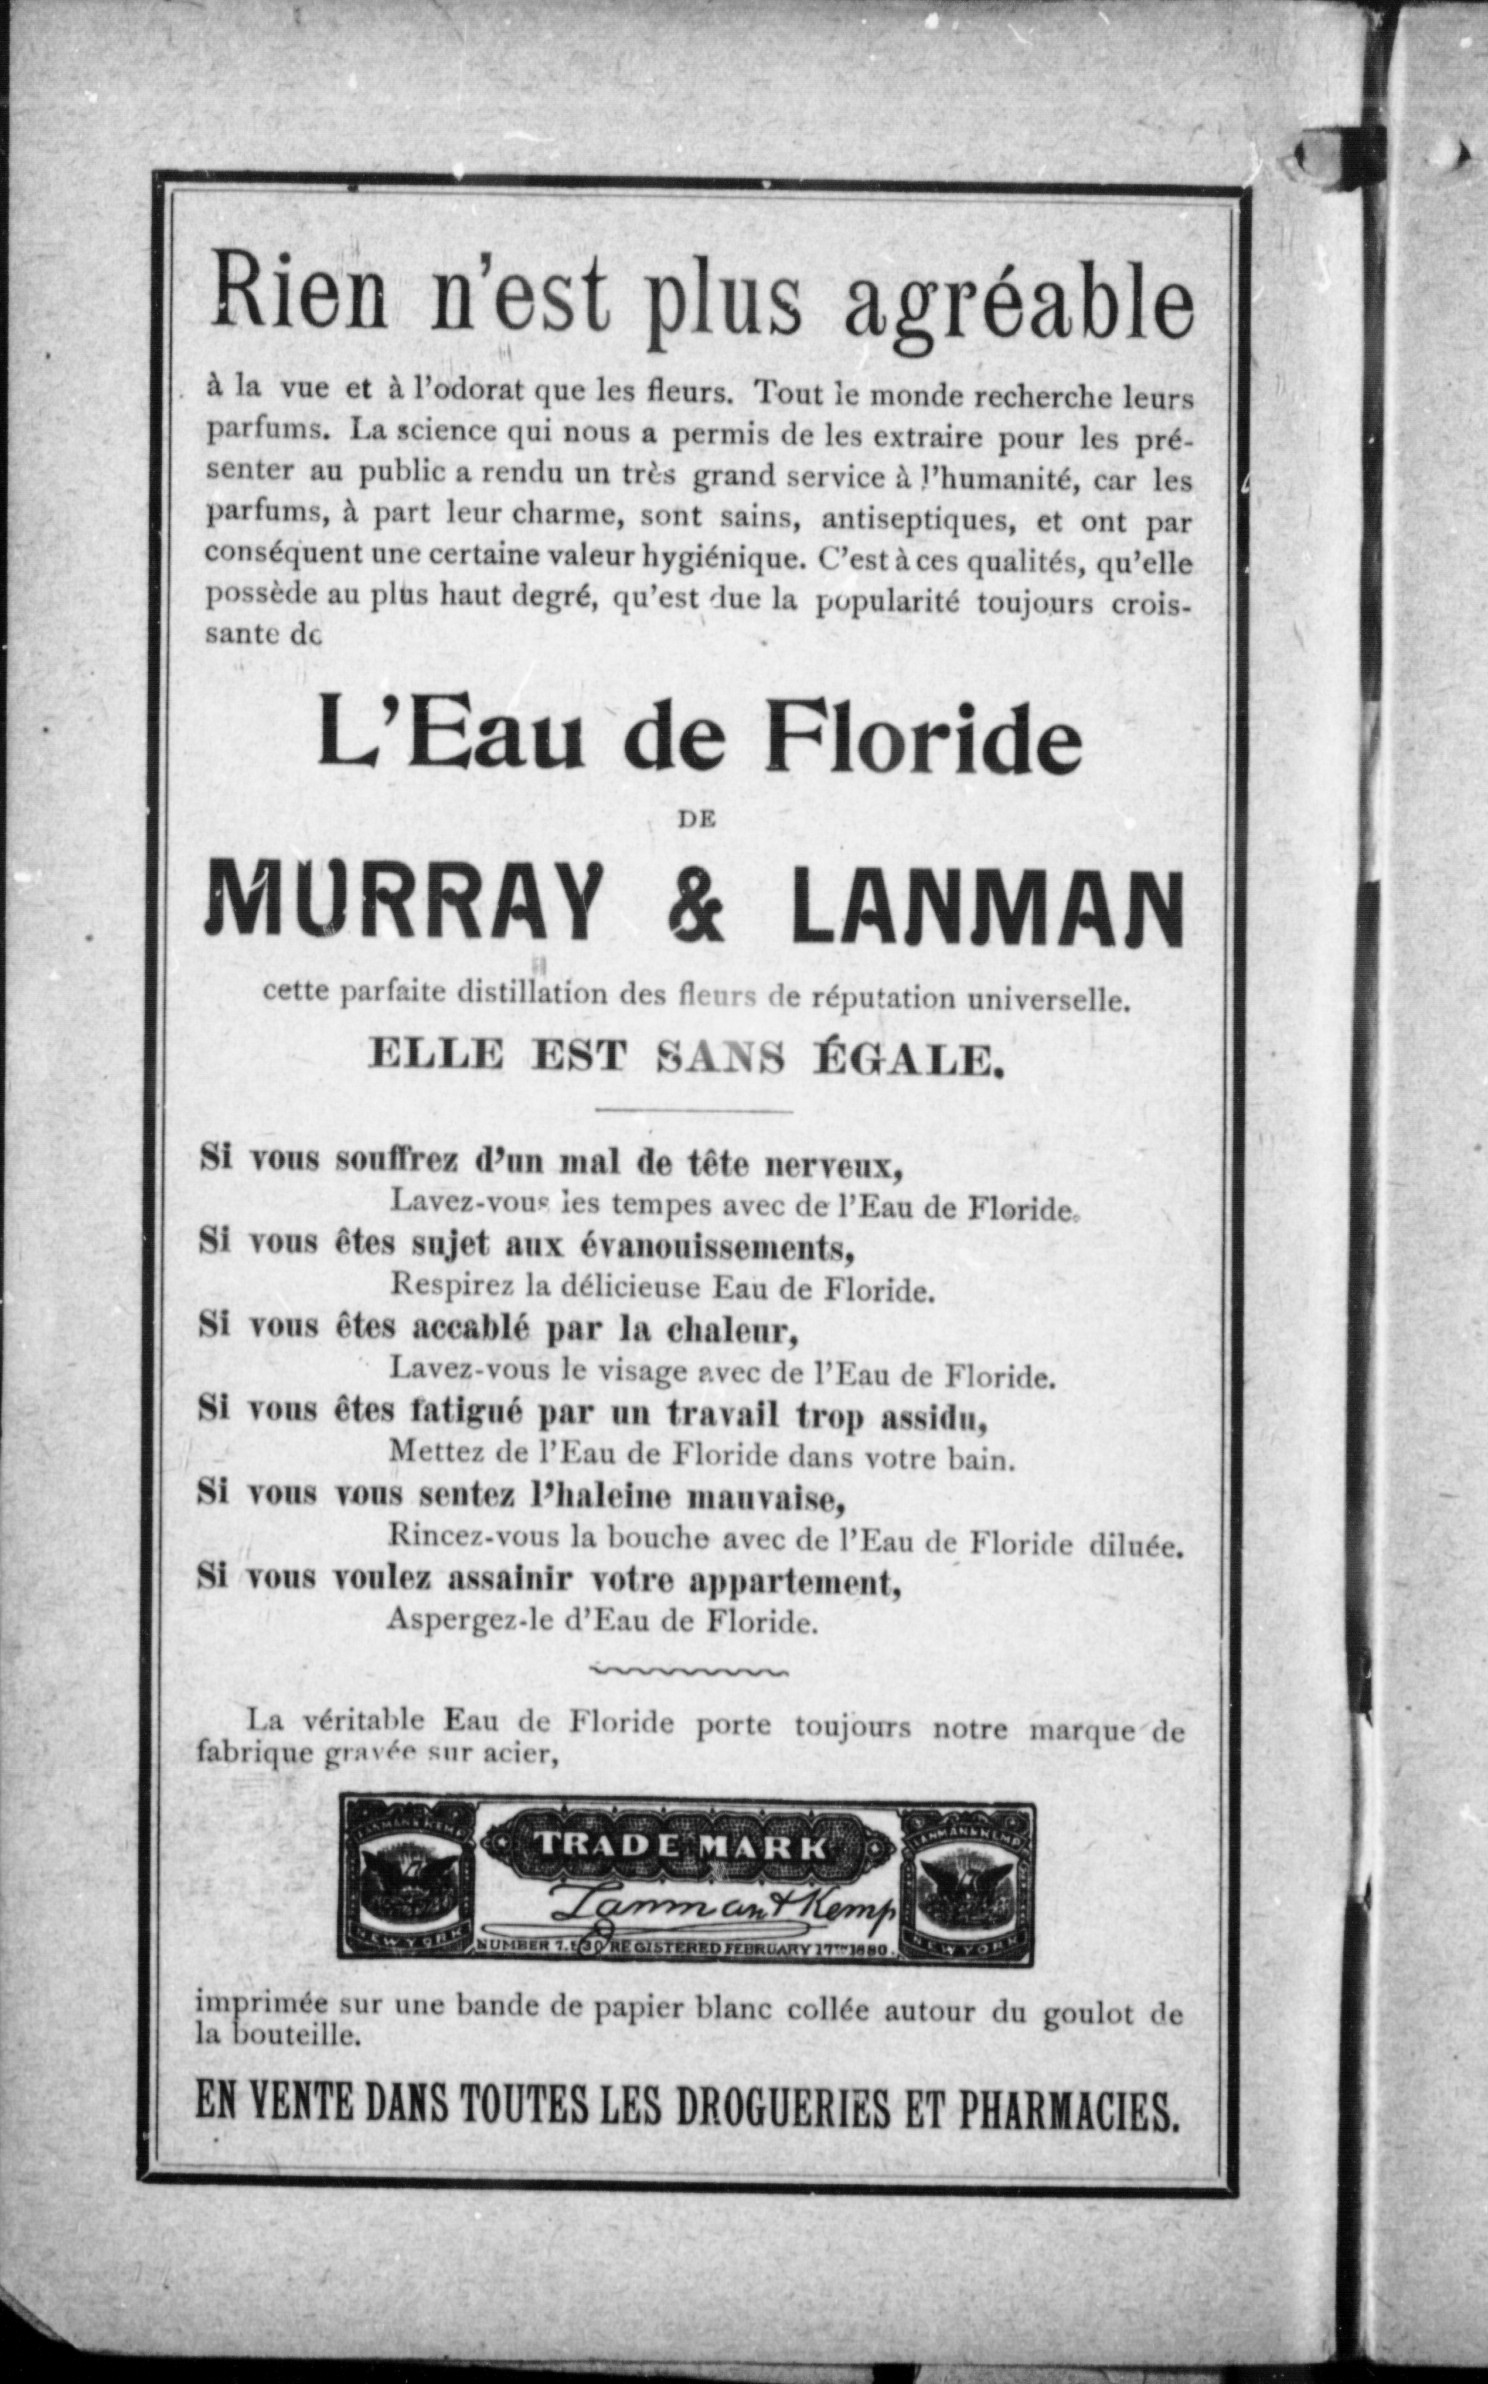 Rien n'est plus agréable
à la vue et à l'odorat que les fleurs. Tout le monde recherche leurs
parfums. La science qui nous a permis de les extraire pour les pré-
senter au public a rendu un très grand service à l'humanité, car les
parfums, à part leur charme, sont sains, antiseptiques, et ont par
conséquent une certaine valeur hygiénique. C'est à ces qualités, qu'elle
possède au plus haut degré, qu'est due la popularité toujours crois-
sante de
L'Eau de Floride
DE
MURRAY & LANMAN
cette parfaite distillation des fleurs de réputation universelle.
ELLE EST SANS ÉGALE.
Si vous souffrez d'un mal de tête nerveux,
Lavez-vous les tempes avec de l'Eau de Floride.
Si vous êtes sujet aux évanouissements,
Respirez la délicieuse Eau de Floride.
Si vous êtes accablé par la chaleur,
Lavez-vous le visage avec de l'Eau de Floride.
Si vous êtes fatigué par un travail trop assidu,
Mettez de l'Eau de Floride dans votre bain.
Si vous vous sentez l'haleine mauvaise,
Rincez-vous la bouche avec de l'Eau de Floride diluée.
Si vous voulez assainir votre appartement,
Aspergez-le d'Eau de Floride.
La véritable Eau de Floride porte toujours notre marque de
fabrique gravée sur acier,
LANMAN & KEMP
NEW YORK
TRADE MARK
Lanman & Kemp
NUMBER REGISTERED FEBRUARY 17TH 1880.
LANMAN & KEMP
NEW YORK
imprimée sur une bande de papier blanc collée autour du goulot de
la bouteille.
EN VENTE DANS TOUTES LES DROGUERIES ET PHARMACIES.